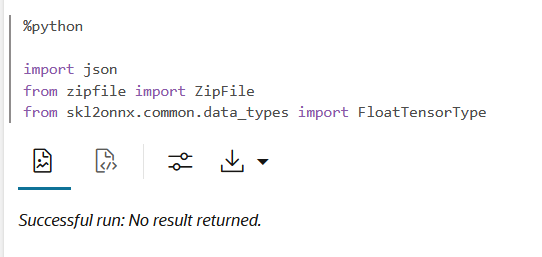 %python
import json
from zipfile import ZipFile
from skl2onnx.common.data_types import FloatTensorType
Successful run: No result returned.